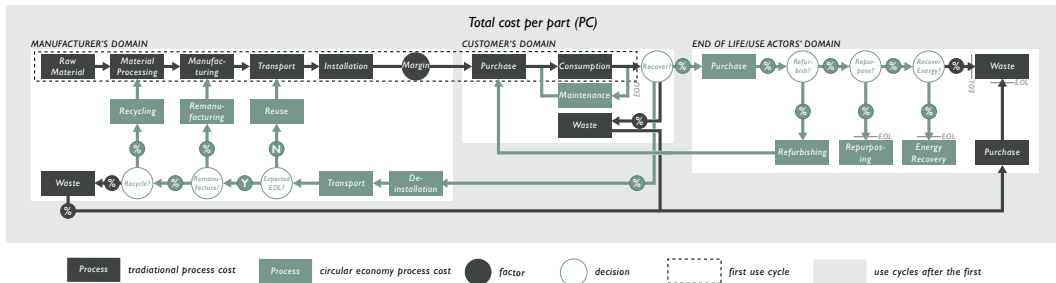 Total cost per part (PC)
MANUFACTURER'S DOMAIN
CUSTOMER'S DOMAIN
END OF LIFE/USE ACTORS' DOMAIN
Raw
Material
Material
Processing
Manufac-
turing
Transport
Installation
Margin
Purchase
Consumption
Recover?
%
Purchase
%
Refur-
bish?
%
Repur-
pose?
%
Recover
Energy?
%
Waste
EOL
EOL
EOL
Maintenance
Recycling
Remanu-
facturing
Reuse
Waste
%
%
%
%
EOL
EOL
%
%
N
Refurbishing
Repurpos-
ing
Energy
Recovery
Purchase
Waste
%
Recycle?
%
Remanu-
facture?
Y
Expected
EOL?
Transport
De-
installation
%
%
Process
tradiational process cost
Process
circular economy process cost
factor
decision
first use cycle
use cycles after the first